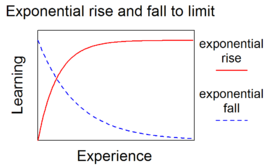 Exponential rise and fall to limit
Learning
Experience
exponential
rise
exponential
fall